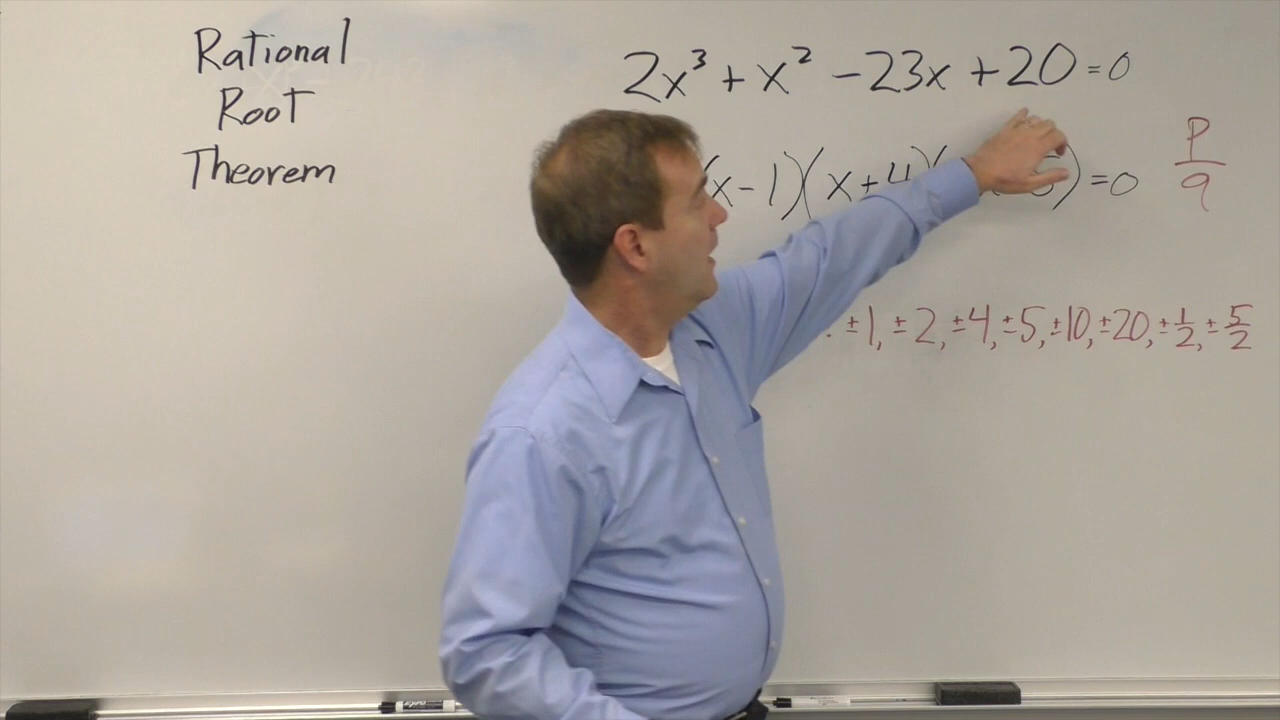 Rational
Root
Theorem
2x³ + x² - 23x + 20 = 0
(x-1)(x+4)( 5) = 0
P
q
. ±1, ±2, ±4, ±5, ±10, ±20, ±1/2, ±5/2